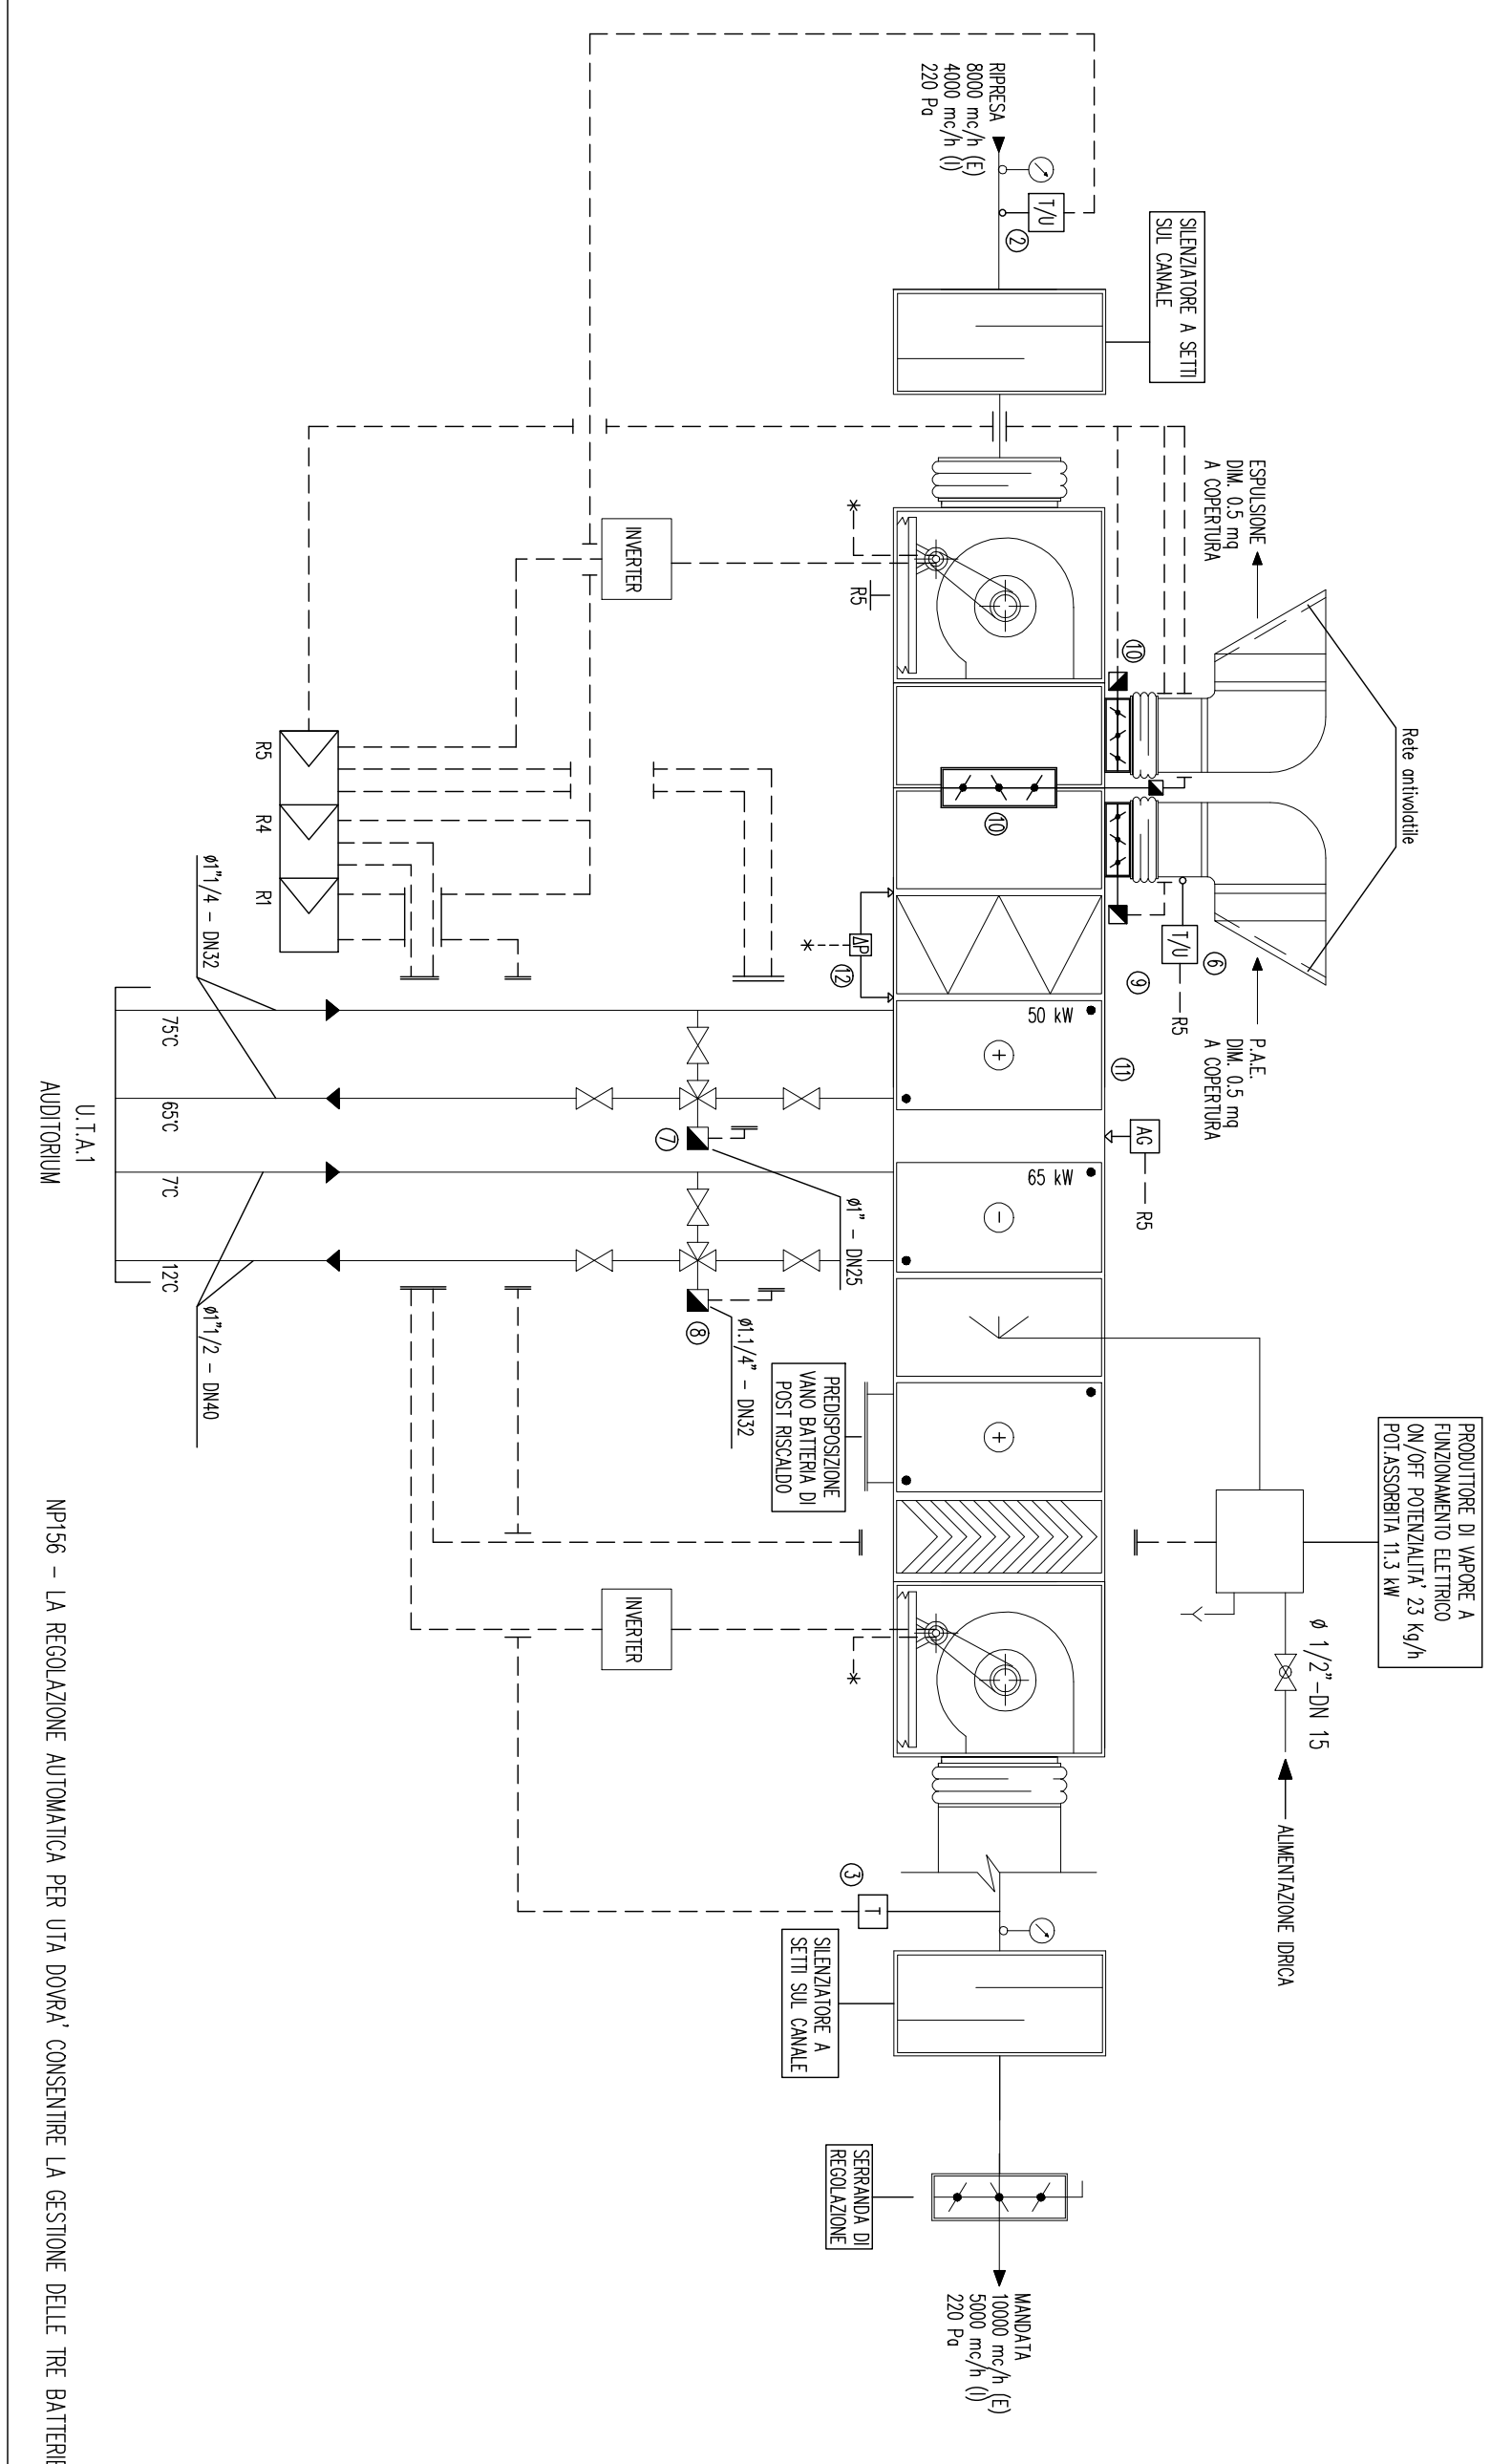 RIPRESA
8000 mc/h (E)
4000 mc/h (I)
220 Pa
T/U
2
SILENZIATORE A SETTI
SUL CANALE
ESPULSIONE
DIM. 0.5 mq
A COPERTURA
Rete antivolatile
P.A.E.
DIM. 0.5 mq
A COPERTURA
10
10
T/U
6
R5
9
11
AG
R5
PRODUTTORE DI VAPORE A
FUNZIONAMENTO ELETTRICO
ON/OFF POTENZIALITA' 23 Kg/h
POT.ASSORBITA 11.3 kW
ø 1/2"-DN 15
ALIMENTAZIONE IDRICA
*
R5
INVERTER
ΔP
*
12
50 kW
+
65 kW
-
+
PREDISPOSIZIONE
VANO BATTERIA DI
POST RISCALDO
INVERTER
*
3
T
SILENZIATORE A
SETTI SUL CANALE
SERRANDA DI
REGOLAZIONE
MANDATA
10000 mc/h (E)
5000 mc/h (I)
220 Pa
7
ø1" - DN25
8
ø1.1/4" - DN32
R5
R4
R1
ø1"1/4 - DN32
ø1"1/2 - DN40
75°C
65°C
7°C
12°C
U.T.A.1
AUDITORIUM
NP156 - LA REGOLAZIONE AUTOMATICA PER UTA DOVRA' CONSENTIRE LA GESTIONE DELLE TRE BATTERIE